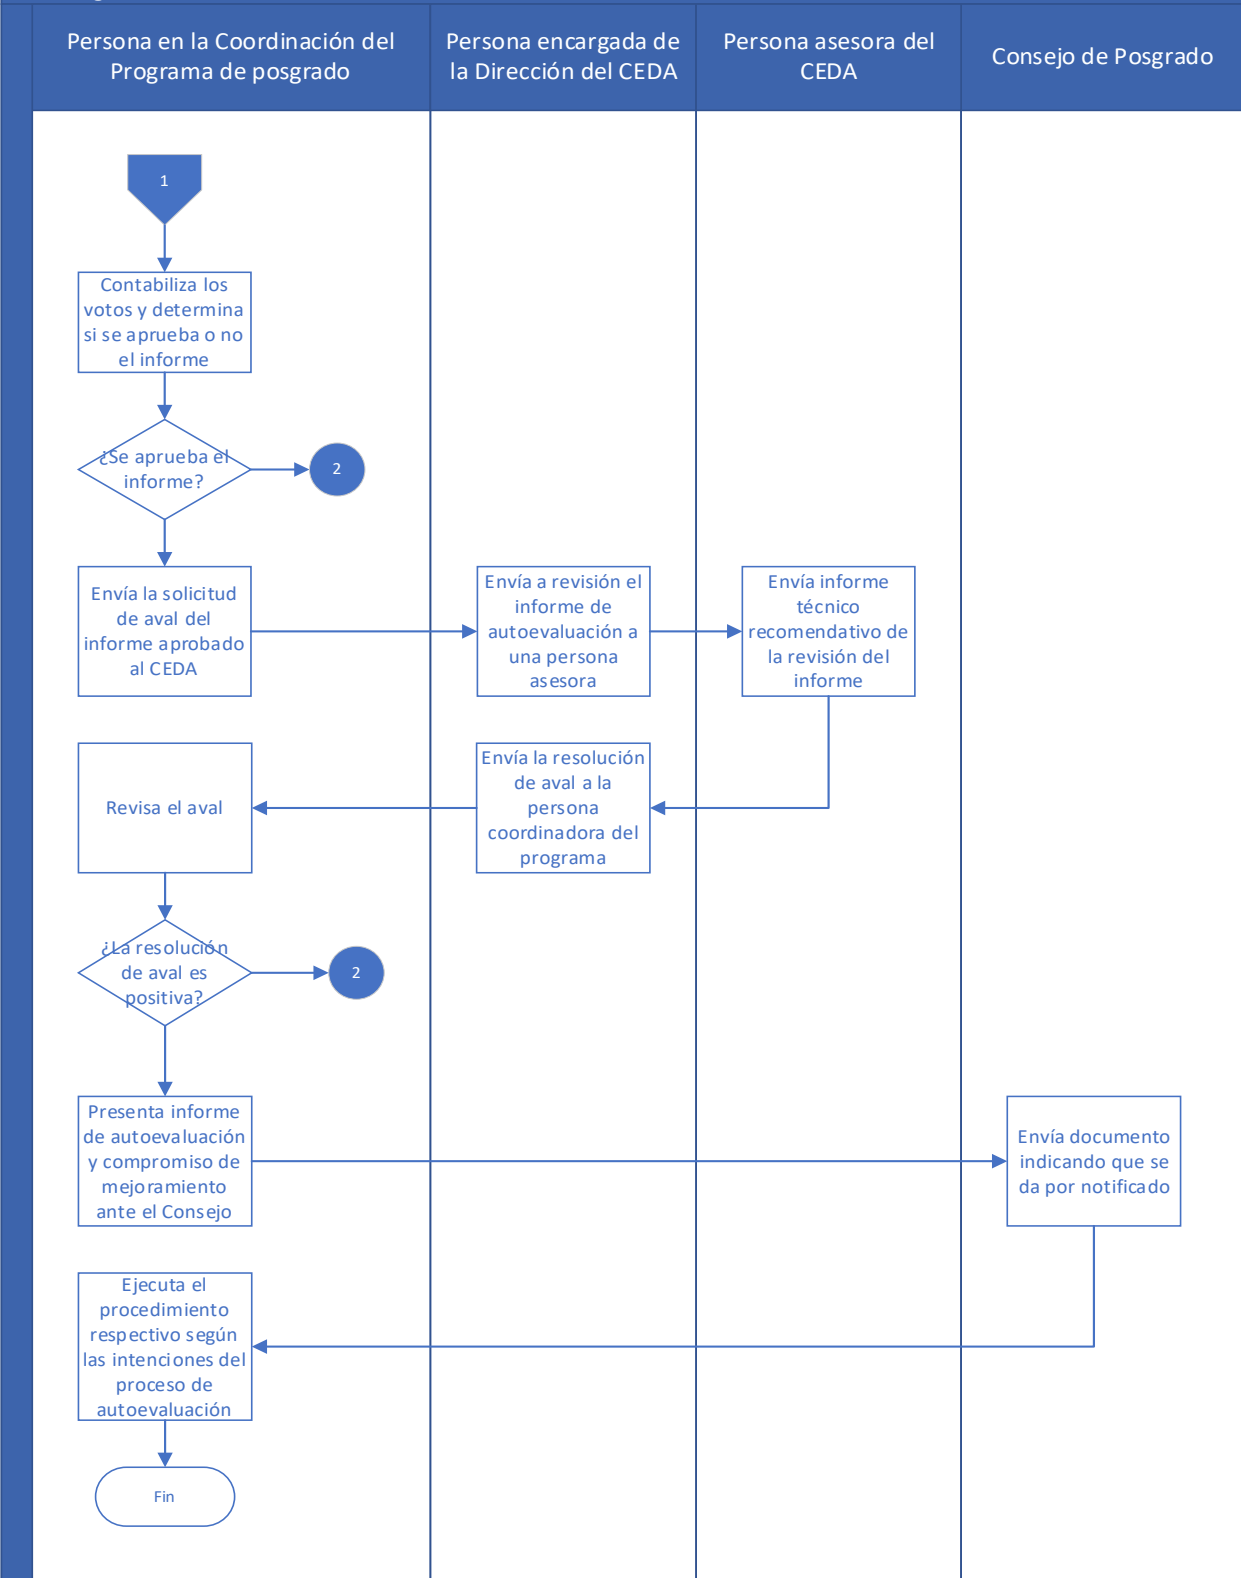 Persona en la Coordinación del
Programa de posgrado
Persona encargada de
la Dirección del CEDA
Persona asesora del
CEDA
Consejo de Posgrado
1
Contabiliza los
votos y determina
si se aprueba o no
el informe
¿Se aprueba el
informe?
2
Envía la solicitud
de aval del
informe aprobado
al CEDA
Envía a revisión el
informe de
autoevaluación a
una persona
asesora
Envía informe
técnico
recomendativo de
la revisión del
informe
Revisa el aval
Envía la resolución
de aval a la
persona
coordinadora del
programa
¿La resolución
de aval es
positiva?
2
Presenta informe
de autoevaluación
y compromiso de
mejoramiento
ante el Consejo
Envía documento
indicando que se
da por notificado
Ejecuta el
procedimiento
respectivo según
las intenciones del
proceso de
autoevaluación
Fin